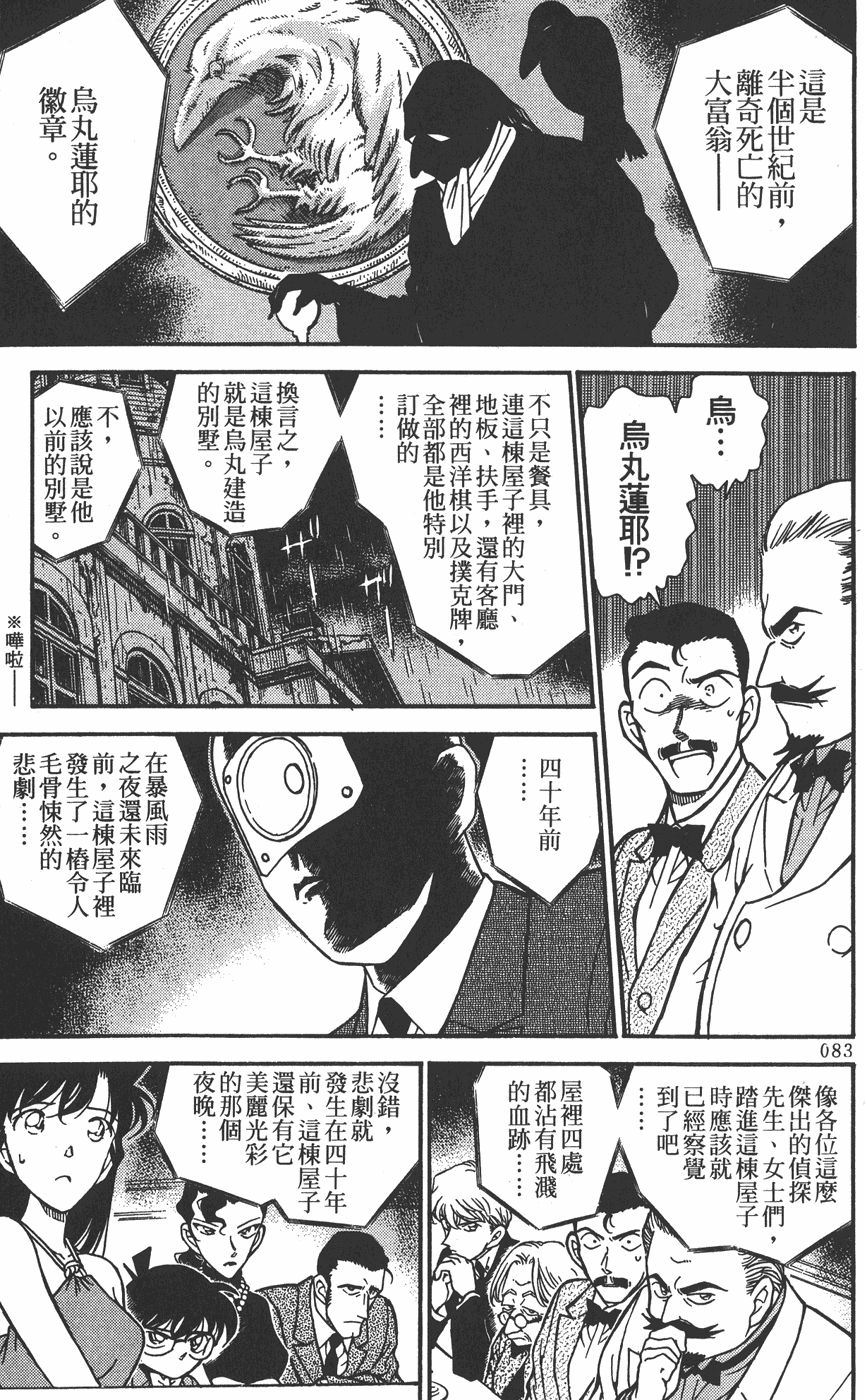 這是
半個世紀前，
離奇死亡的
大富翁——
烏丸蓮耶的
徽章。
烏…
烏丸蓮耶!?
不只是餐具，
連這棟屋子裡的大門、
地板、扶手，還有客廳
裡的西洋棋以及撲克牌，
全部都是他特別
訂做的
……
換言之，
這棟屋子
就是烏丸建造
的別墅。
不，
應該說是他
以前的別墅。
※嘩啦——
四十年前
……
在暴風雨
之夜還未來臨
前，這棟屋子裡
發生了一樁令人
毛骨悚然的
悲劇……
083
像各位這麼
傑出的偵探
先生、女士們，
踏進這棟屋子
時應該就
已經察覺
到了吧
屋裡四處
都沾有飛濺
的血跡……
沒錯，
悲劇就
發生在四十年
前、這棟屋子
還保有它
美麗光彩
的那個
夜晚……